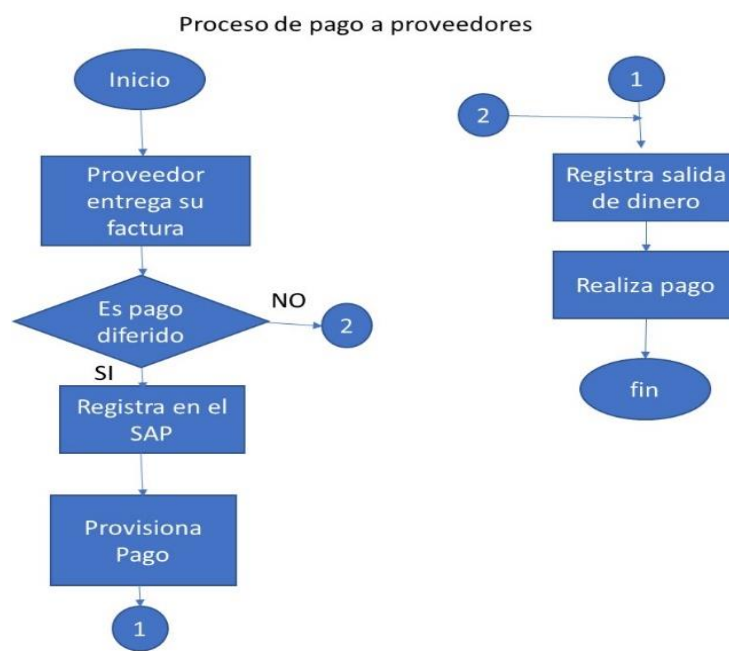 Proceso de pago a proveedores
Inicio
Proveedor
entrega su
factura
Es pago
diferido
NO
2
SI
Registra en el
SAP
Provisiona
Pago
1
1
2
Registra salida
de dinero
Realiza pago
fin